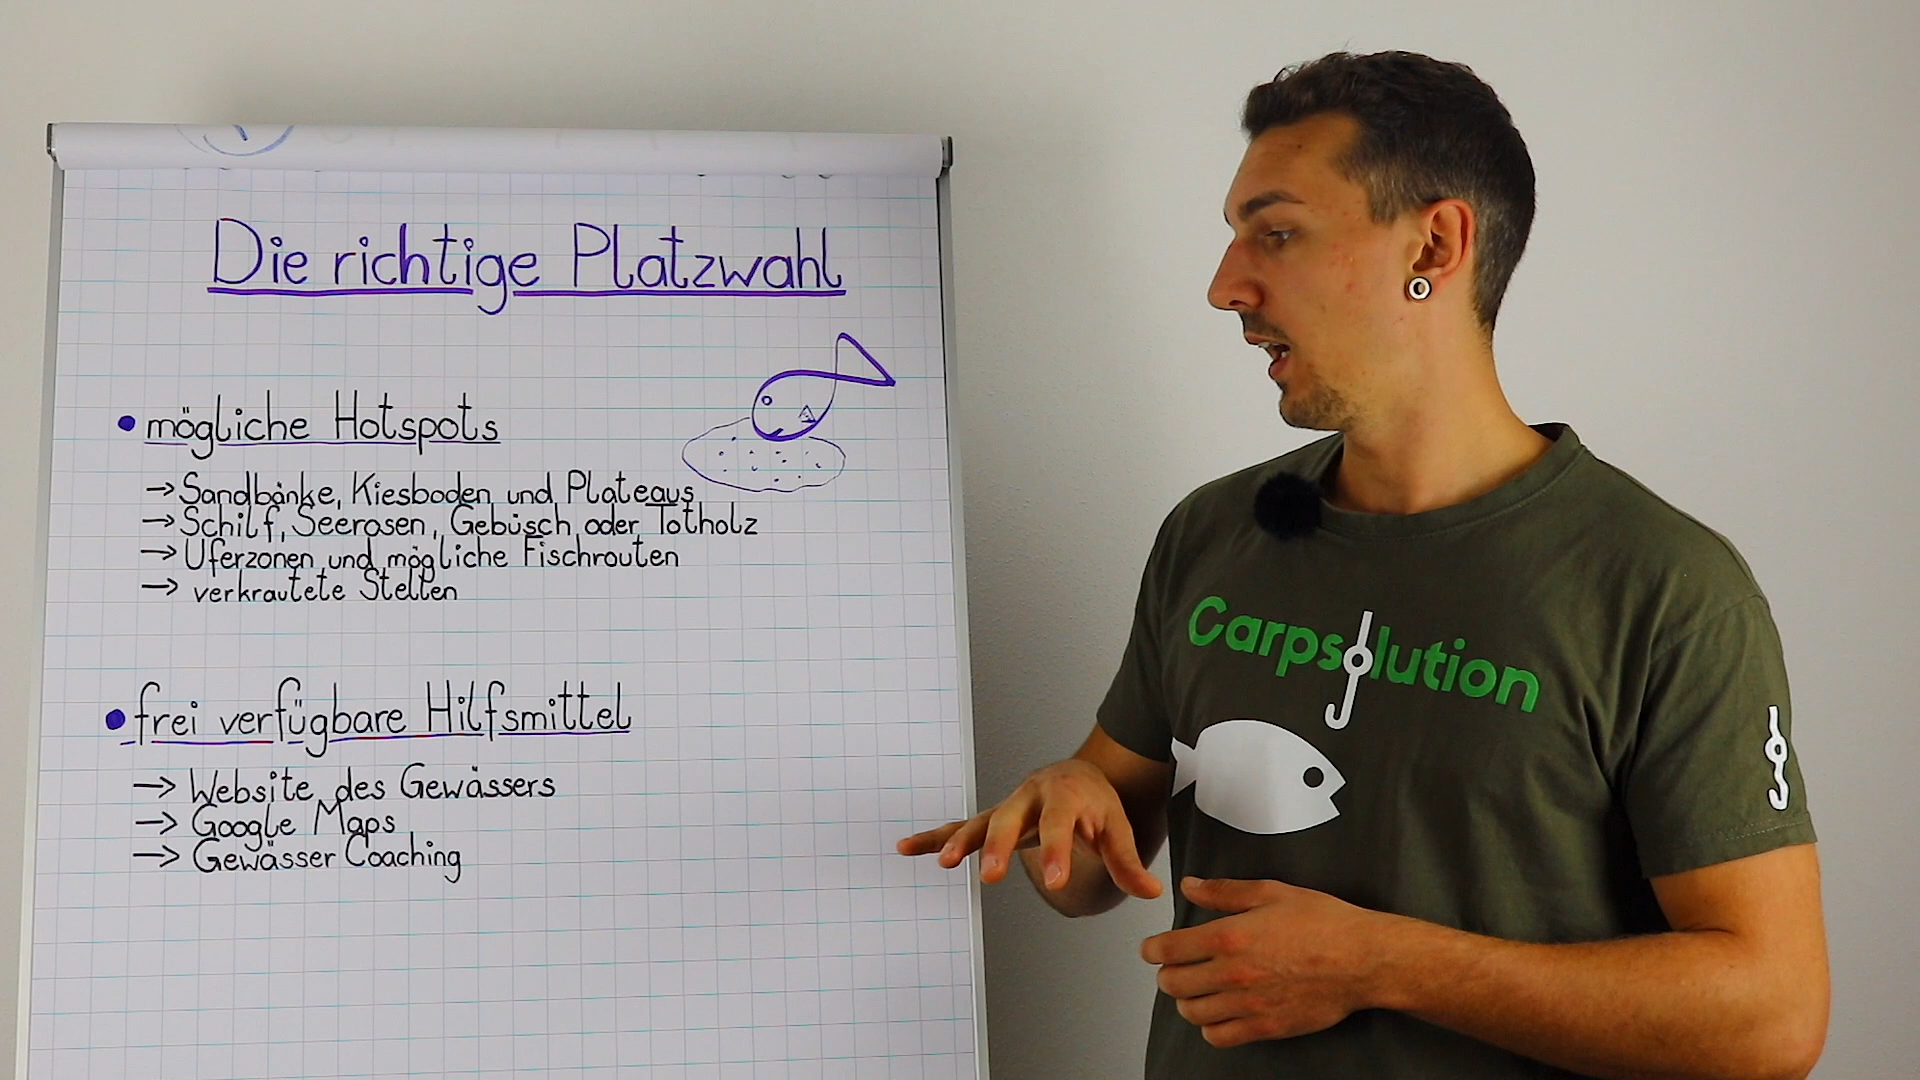 Die richtige Platzwahl
• mögliche Hotspots
→ Sandbänke, Kiesboden und Plateaus
→ Schilf, Seerosen, Gebüsch oder Totholz
→ Uferzonen und mögliche Fischrouten
→ verkrautete Stellen
• frei verfügbare Hilfsmittel
→ Website des Gewässers
→ Google Maps
→ Gewässer Coaching
Carpsolution